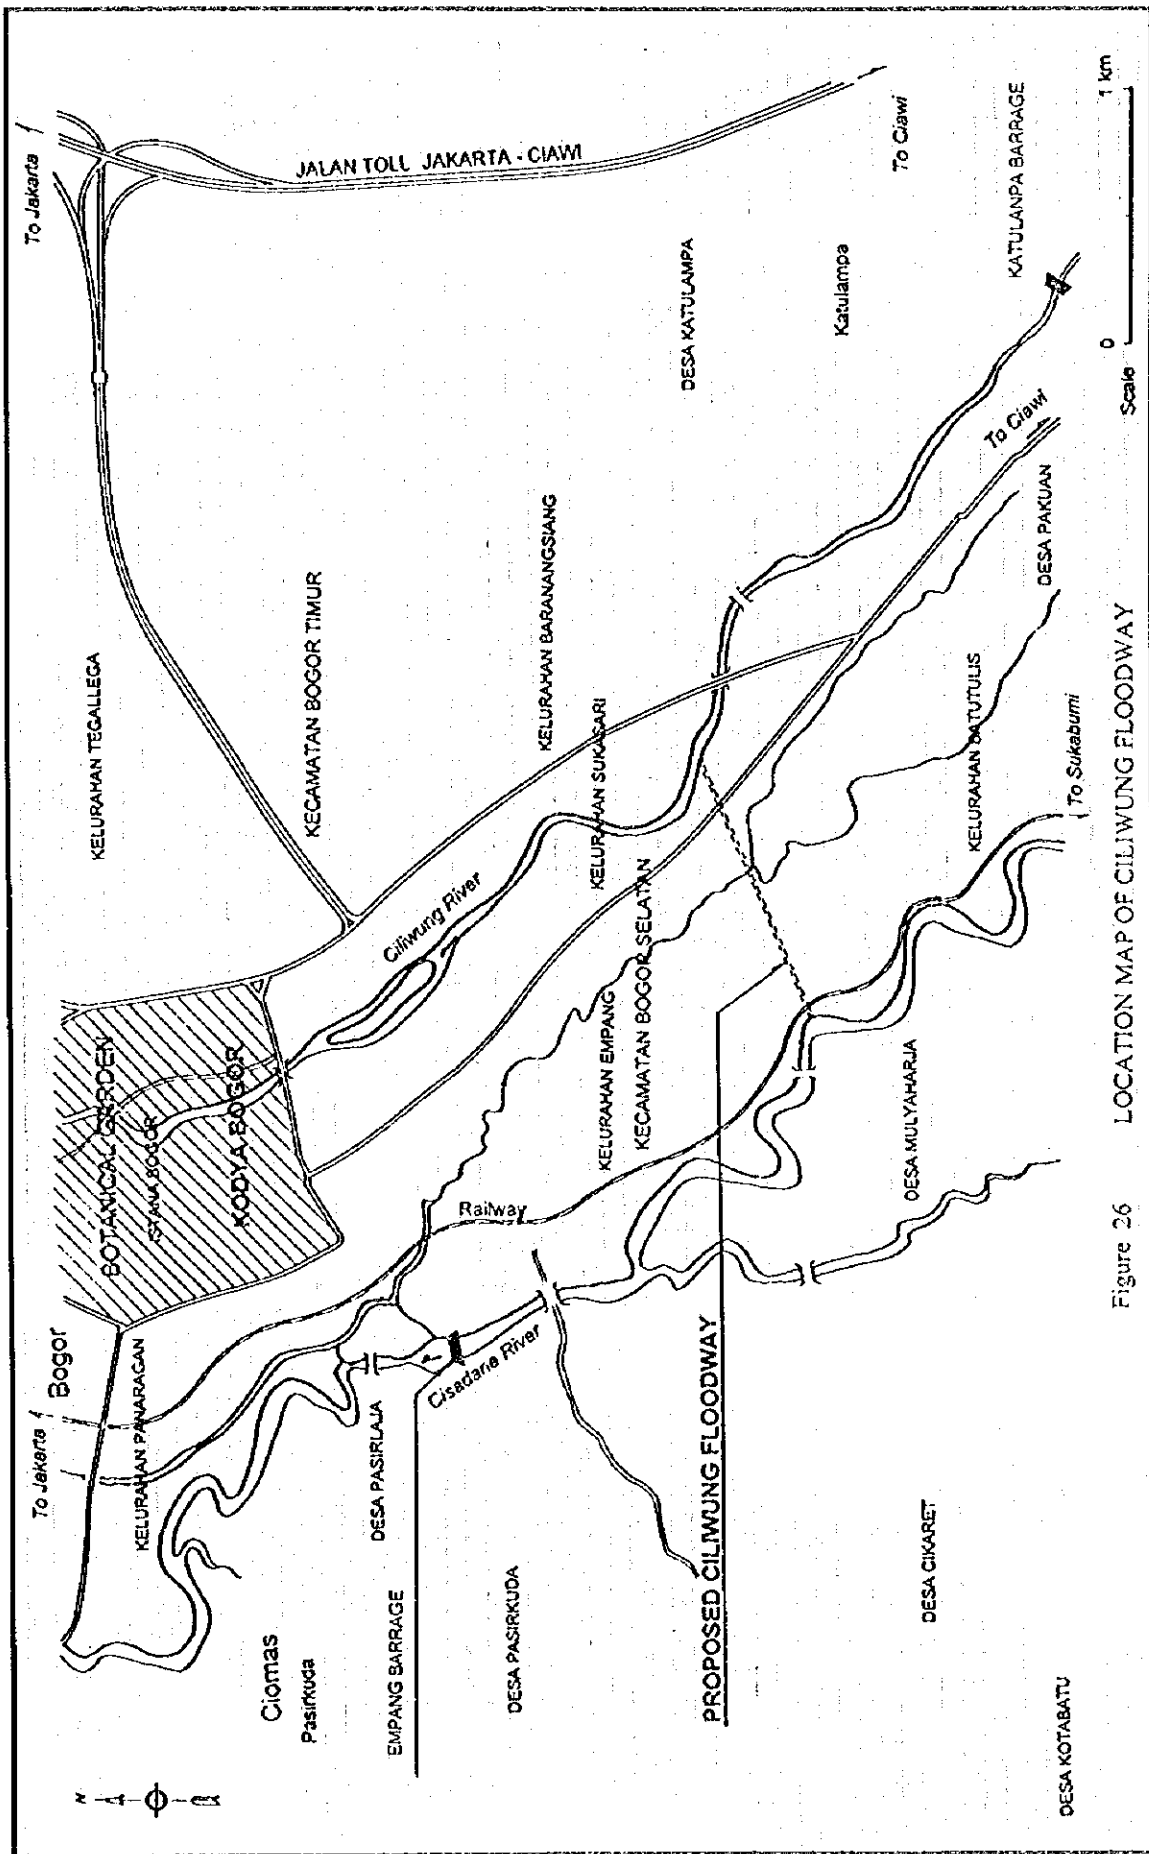 N
To Jakarta
Bogor
KELURAHAN PANARAGAN
BOTANICAL GARDEN
ISTANA BOGOR
KODYA BOGOR
KELURAHAN TEGALLEGA
To Jakarta
JALAN TOLL JAKARTA - CIAWI
KECAMATAN BOGOR TIMUR
Ciomas
Pasirkuda
DESA PASIRLAJA
EMPANG BARRAGE
Cisadane River
Railway
Ciliwung River
KELURAHAN BARANANGSIANG
KELURAHAN SUKASARI
DESA KATULAMPA
Katulampa
To Ciawi
KATULANPA BARRAGE
DESA PASIRKUDA
KELURAHAN EMPANG
KECAMATAN BOGOR SELATAN
PROPOSED CILIWUNG FLOODWAY
DESA MULYAHARJA
KELURAHAN BATUTULIS
DESA PAKUAN
To Ciawi
DESA CIKARET
DESA KOTABATU
To Sukabumi
Scale 0 1 km
Figure 26 LOCATION MAP OF CILIWUNG FLOODWAY